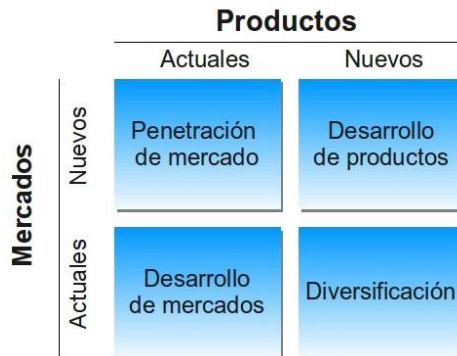 Productos
Actuales
Nuevos
Mercados
Nuevos
Penetración
de mercado
Desarrollo
de productos
Actuales
Desarrollo
de mercados
Diversificación